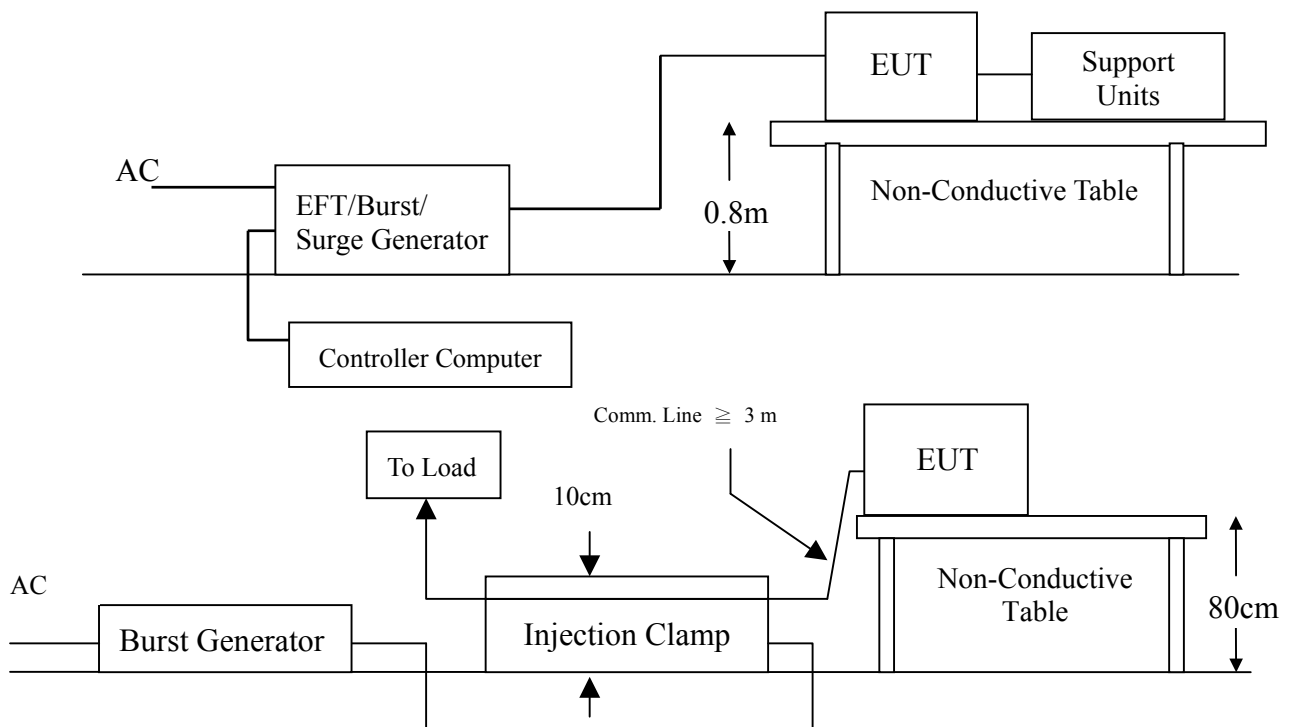 EUT
Support
Units
AC
EFT/Burst/
Surge Generator
0.8m
Non-Conductive Table
Controller Computer
Comm. Line ≧ 3 m
To Load
EUT
10cm
AC
Burst Generator
Injection Clamp
Non-Conductive
Table
80cm